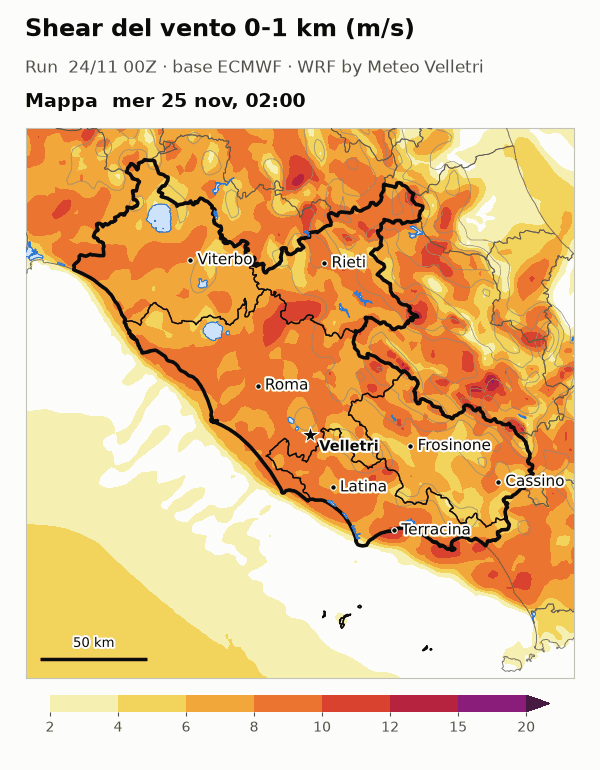 Shear del vento 0-1 km (m/s)
Run  24/11 00Z · base ECMWF · WRF by Meteo Velletri
Mappa  mer 25 nov, 02:00
Viterbo
Rieti
Roma
Velletri
Frosinone
Cassino
Latina
Terracina
50 km
2 4 6 8 10 12 15 20